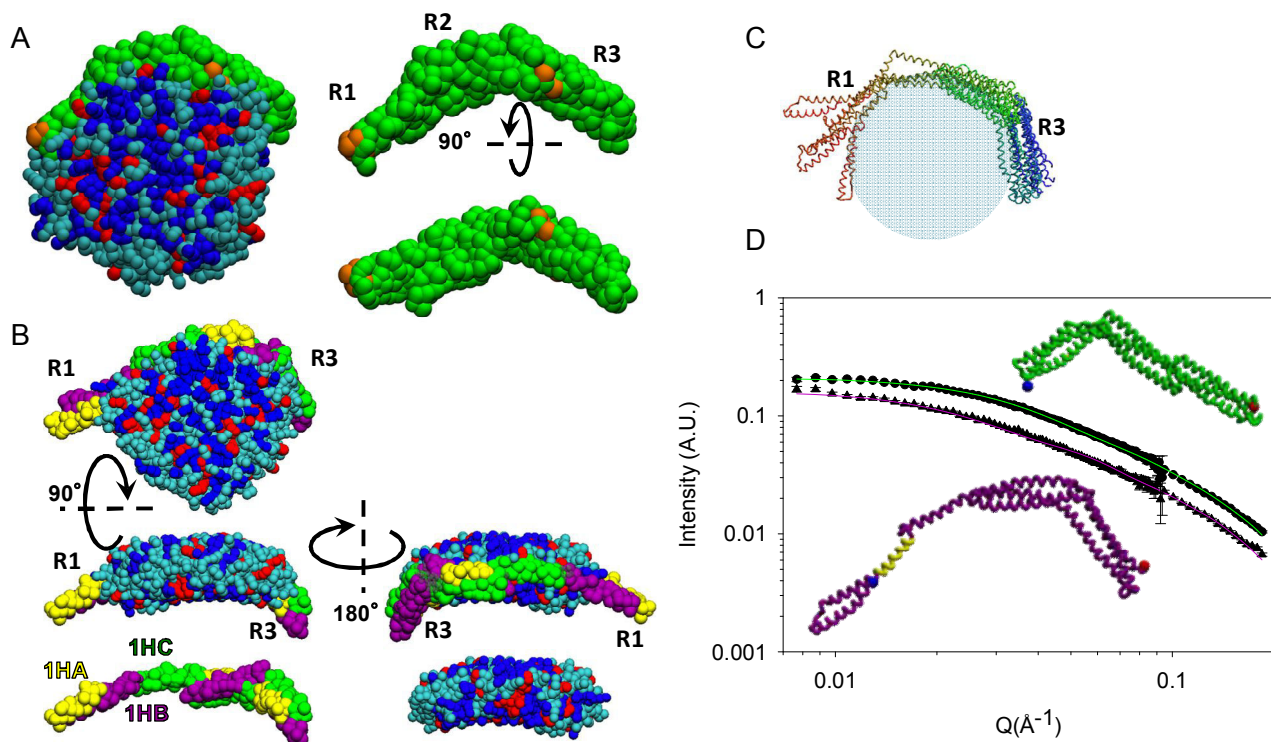 A
R1
R2
R3
90°
B
R1
R3
90°
R1
R3
180°
R3
R1
1HC
1HA
1HB
C
R1
R3
D
1
0.1
0.01
0.001
Intensity (A.U.)
0.01
0.1
Q(Å⁻¹)